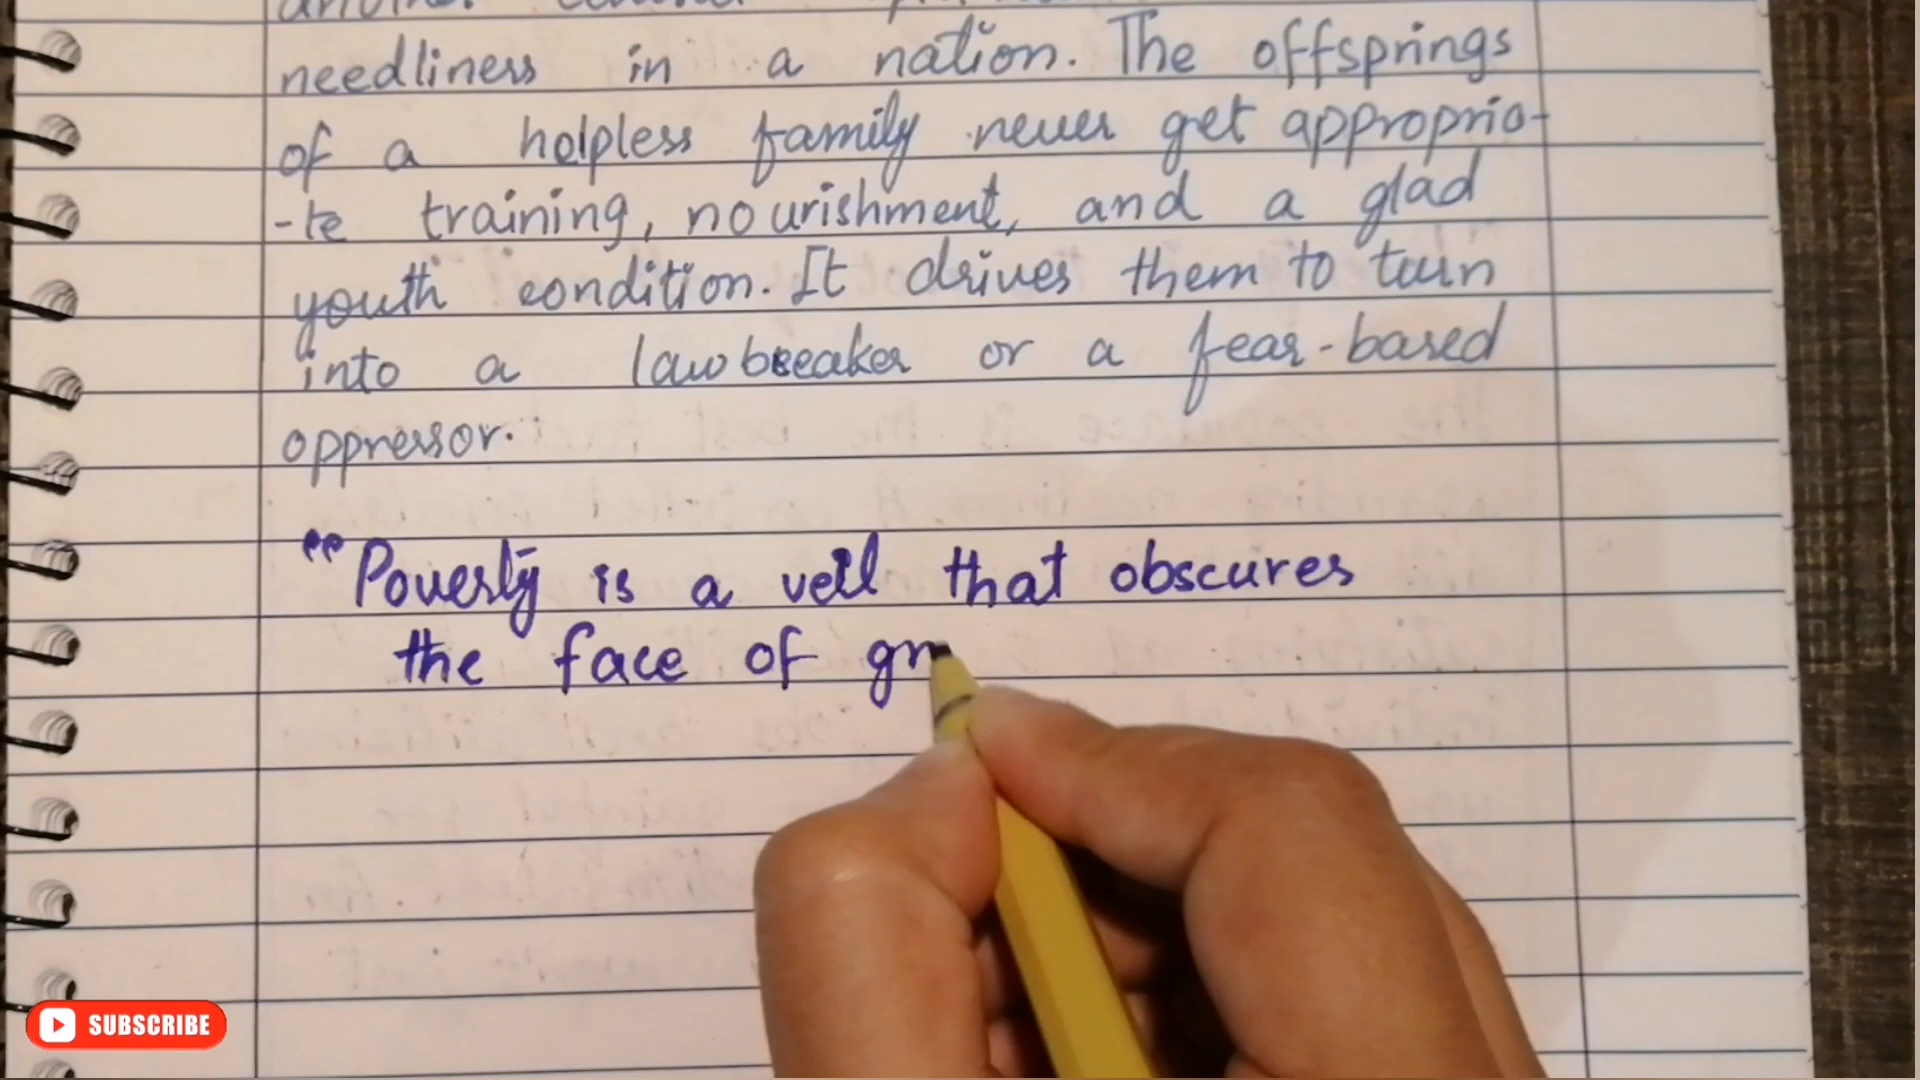 needliness in a nation. The offsprings
of a helpless family never get appropria-
-te training, nourishment, and a glad
youth condition. It drives them to turn
into a lawbreaker or a fear-based
oppressor.
"Poverty is a veil that obscures
the face of gr
SUBSCRIBE